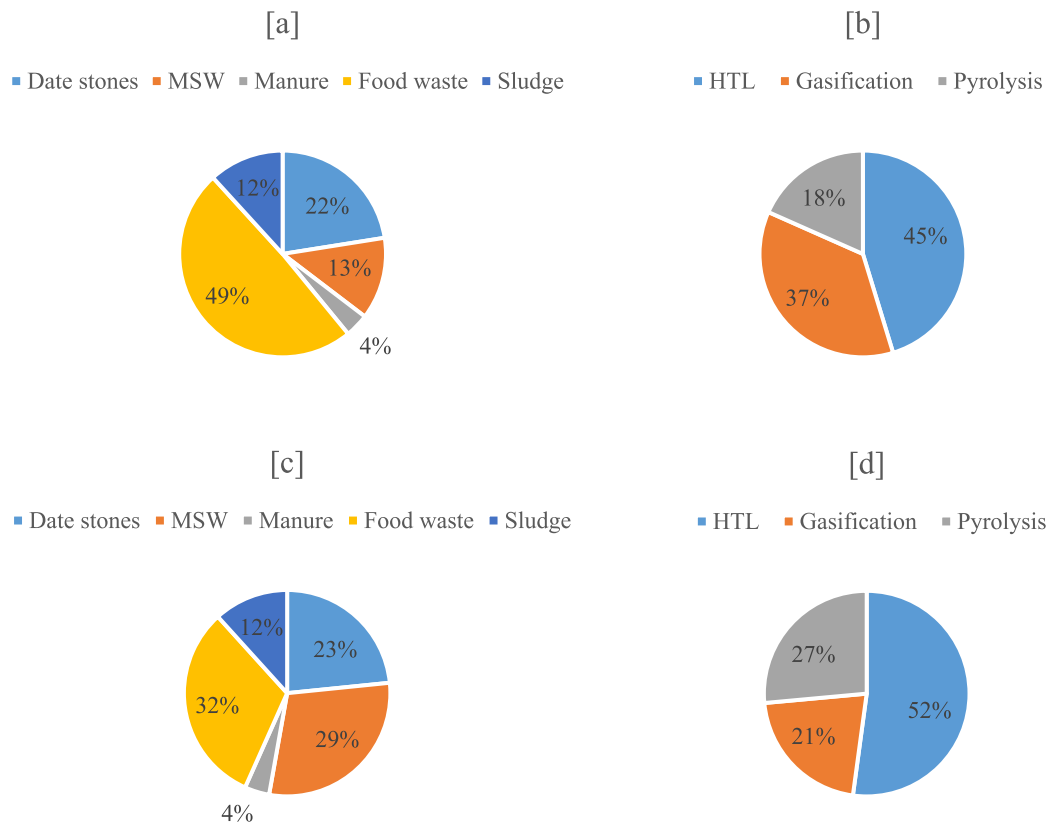 [a]
Date stones MSW Manure Food waste Sludge
12%
22%
13%
49%
4%
[b]
HTL Gasification Pyrolysis
18%
45%
37%
[c]
Date stones MSW Manure Food waste Sludge
12%
23%
32%
29%
4%
[d]
HTL Gasification Pyrolysis
27%
52%
21%